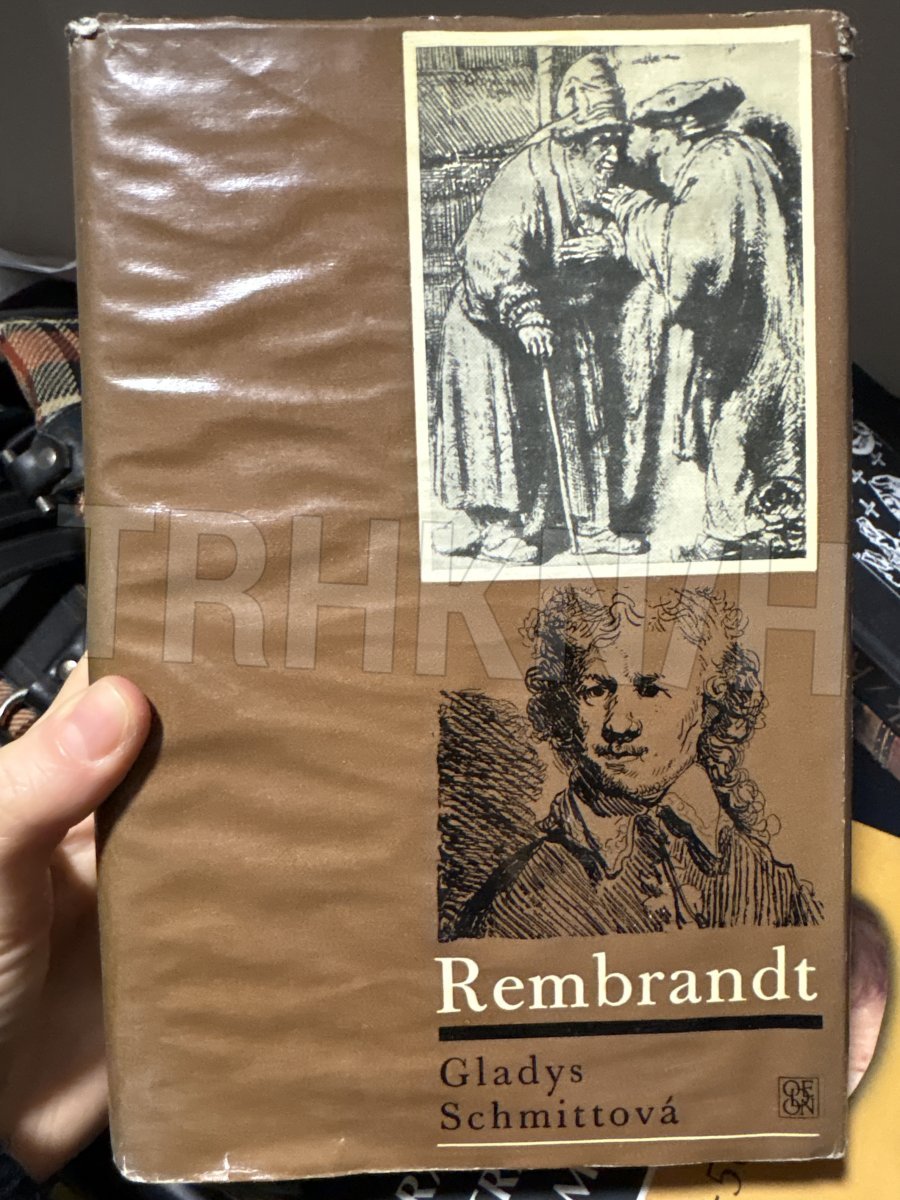 TRHKNIH
Rembrandt
Gladys
Schmittová
ODEON